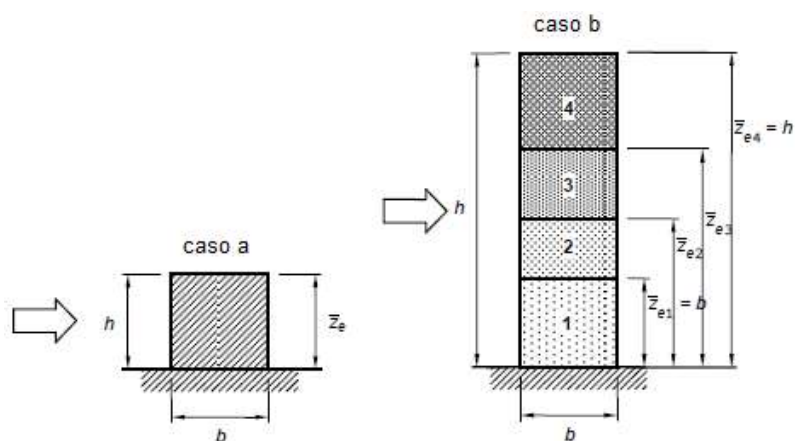 caso b
4
z̅e4 = h
3
h
z̅e3
caso a
2
z̅e2
h
z̅e
z̅e1 = b
1
b
b